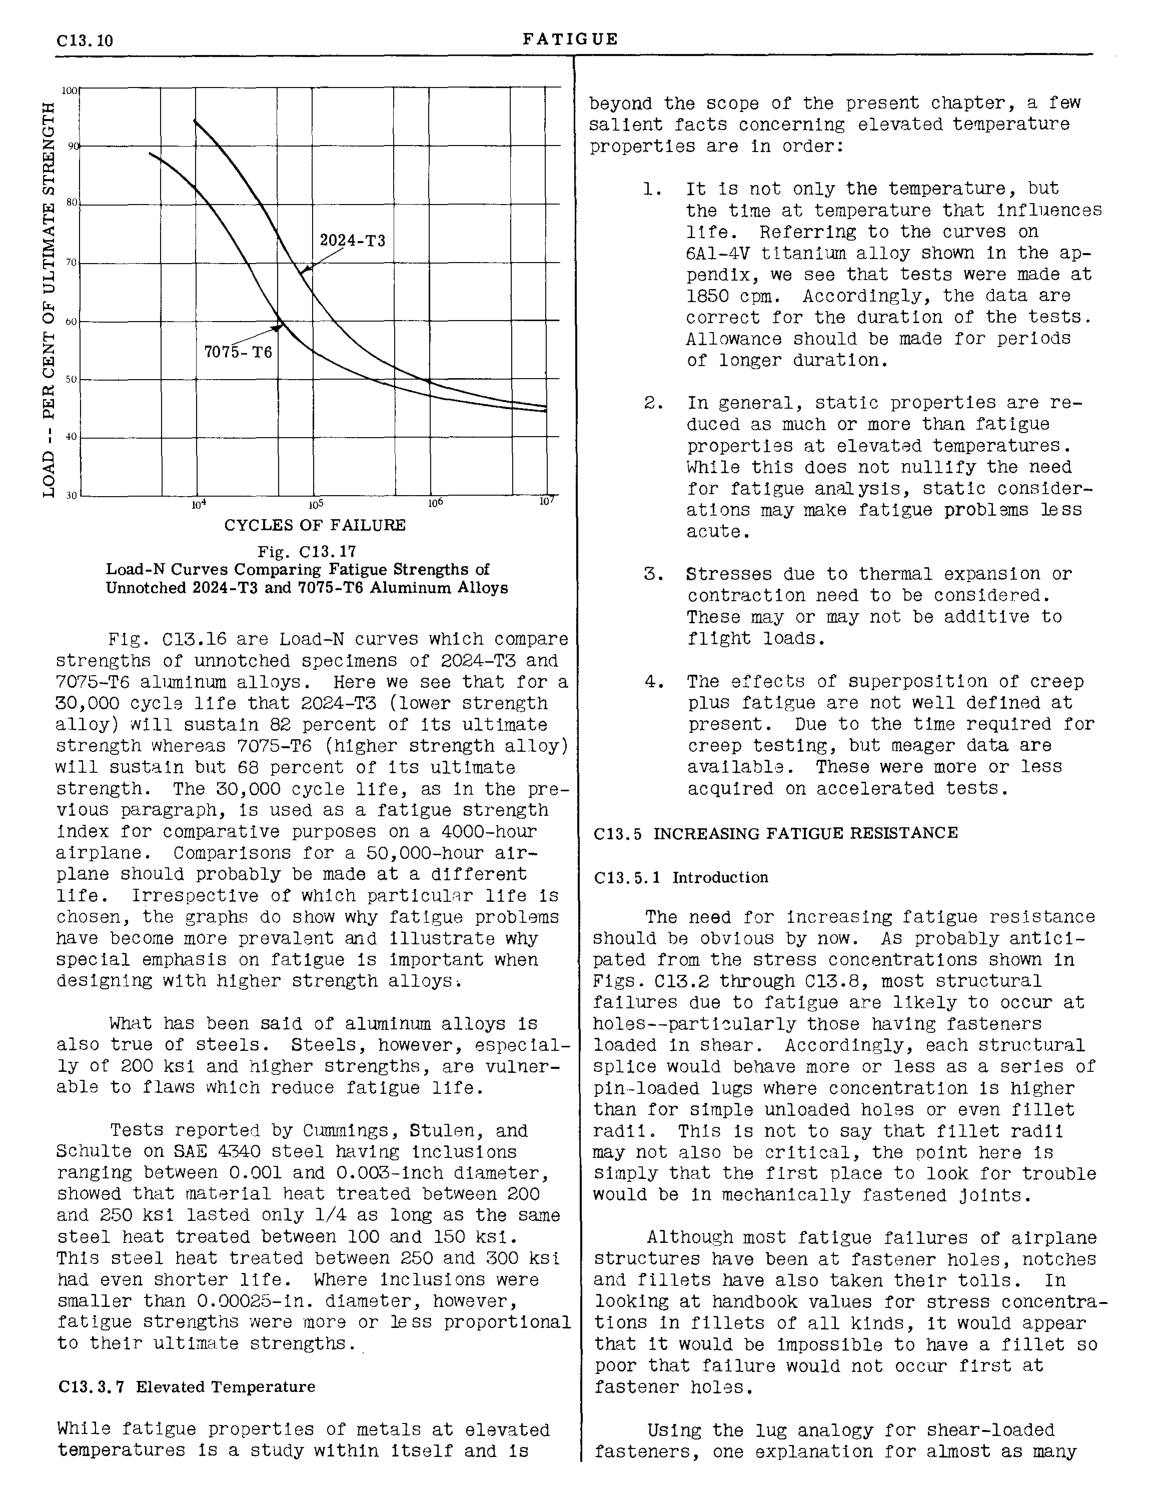 C13.10
FATIGUE
LOAD -- PER CENT OF ULTIMATE STRENGTH
100
90
80
70
60
50
40
30
2024-T3
7075-T6
10⁴
10⁵
10⁶
10⁷
CYCLES OF FAILURE
Fig. C13.17
Load-N Curves Comparing Fatigue Strengths of
Unnotched 2024-T3 and 7075-T6 Aluminum Alloys
Fig. C13.16 are Load-N curves which compare
strengths of unnotched specimens of 2024-T3 and
7075-T6 aluminum alloys. Here we see that for a
30,000 cycle life that 2024-T3 (lower strength
alloy) will sustain 82 percent of its ultimate
strength whereas 7075-T6 (higher strength alloy)
will sustain but 68 percent of its ultimate
strength. The 30,000 cycle life, as in the pre-
vious paragraph, is used as a fatigue strength
index for comparative purposes on a 4000-hour
airplane. Comparisons for a 50,000-hour air-
plane should probably be made at a different
life. Irrespective of which particular life is
chosen, the graphs do show why fatigue problems
have become more prevalent and illustrate why
special emphasis on fatigue is important when
designing with higher strength alloys.
What has been said of aluminum alloys is
also true of steels. Steels, however, especial-
ly of 200 ksi and higher strengths, are vulner-
able to flaws which reduce fatigue life.
Tests reported by Cummings, Stulen, and
Schulte on SAE 4340 steel having inclusions
ranging between 0.001 and 0.003-inch diameter,
showed that material heat treated between 200
and 250 ksi lasted only 1/4 as long as the same
steel heat treated between 100 and 150 ksi.
This steel heat treated between 250 and 300 ksi
had even shorter life. Where inclusions were
smaller than 0.00025-in. diameter, however,
fatigue strengths were more or less proportional
to their ultimate strengths.
C13.3.7 Elevated Temperature
While fatigue properties of metals at elevated
temperatures is a study within itself and is
beyond the scope of the present chapter, a few
salient facts concerning elevated temperature
properties are in order:
1. It is not only the temperature, but
the time at temperature that influences
life. Referring to the curves on
6Al-4V titanium alloy shown in the ap-
pendix, we see that tests were made at
1850 cpm. Accordingly, the data are
correct for the duration of the tests.
Allowance should be made for periods
of longer duration.
2. In general, static properties are re-
duced as much or more than fatigue
properties at elevated temperatures.
While this does not nullify the need
for fatigue analysis, static consider-
ations may make fatigue problems less
acute.
3. Stresses due to thermal expansion or
contraction need to be considered.
These may or may not be additive to
flight loads.
4. The effects of superposition of creep
plus fatigue are not well defined at
present. Due to the time required for
creep testing, but meager data are
available. These were more or less
acquired on accelerated tests.
C13.5 INCREASING FATIGUE RESISTANCE
C13.5.1 Introduction
The need for increasing fatigue resistance
should be obvious by now. As probably antici-
pated from the stress concentrations shown in
Figs. C13.2 through C13.8, most structural
failures due to fatigue are likely to occur at
holes--particularly those having fasteners
loaded in shear. Accordingly, each structural
splice would behave more or less as a series of
pin-loaded lugs where concentration is higher
than for simple unloaded holes or even fillet
radii. This is not to say that fillet radii
may not also be critical, the point here is
simply that the first place to look for trouble
would be in mechanically fastened joints.
Although most fatigue failures of airplane
structures have been at fastener holes, notches
and fillets have also taken their tolls. In
looking at handbook values for stress concentra-
tions in fillets of all kinds, it would appear
that it would be impossible to have a fillet so
poor that failure would not occur first at
fastener holes.
Using the lug analogy for shear-loaded
fasteners, one explanation for almost as many